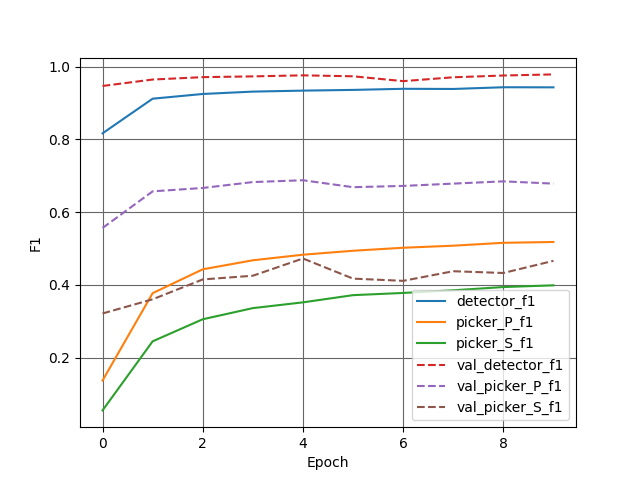 1.0
0.8
0.6
0.4
0.2
F1
0 2 4 6 8
Epoch
detector_f1
picker_P_f1
picker_S_f1
val_detector_f1
val_picker_P_f1
val_picker_S_f1